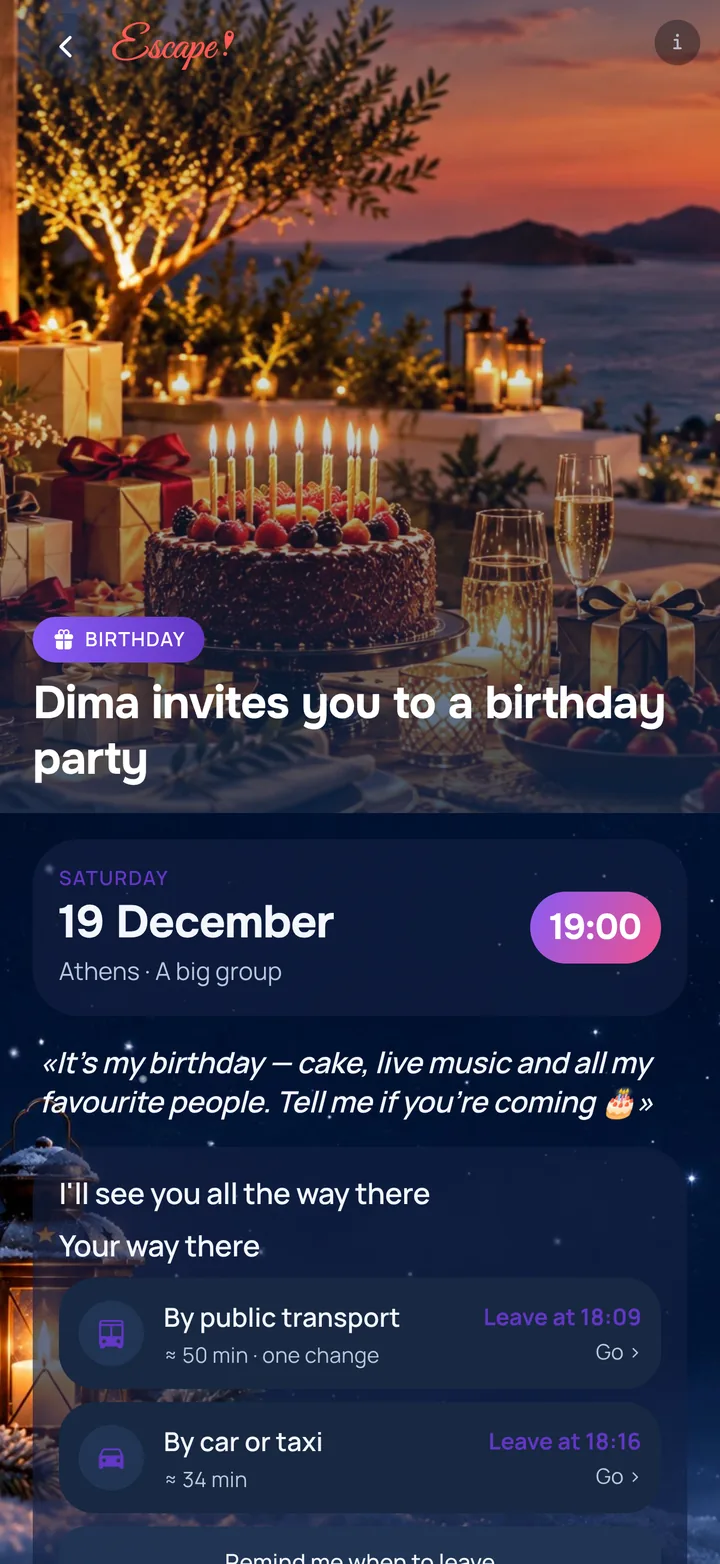 Escape!
i
BIRTHDAY
Dima invites you to a birthday
party
SATURDAY
19 December
19:00
Athens · A big group
«It's my birthday — cake, live music and all my
favourite people. Tell me if you're coming 🎂»
I'll see you all the way there
Your way there
By public transport
Leave at 18:09
≈ 50 min · one change
Go ›
By car or taxi
Leave at 18:16
≈ 34 min
Go ›
Remind me when to leave